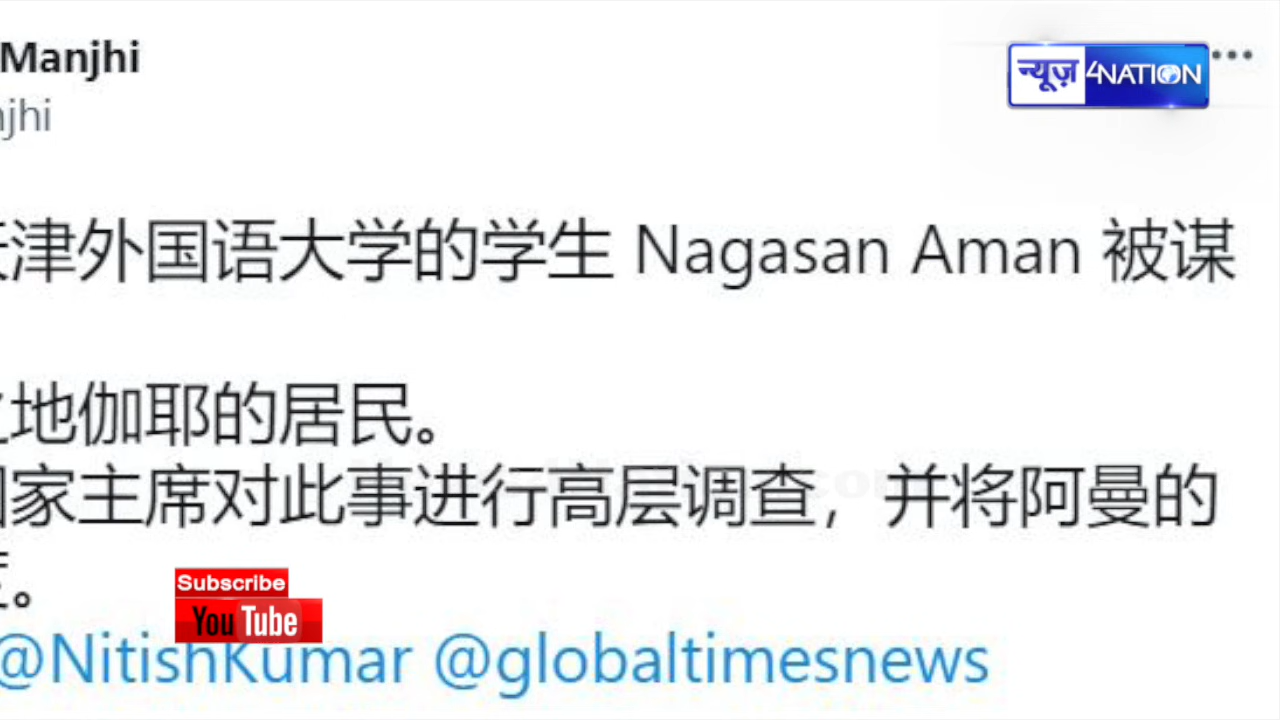 Manjhi
न्यूज़ 4NATION
jhi
津外国语大学的学生 Nagasan Aman 被谋
地伽耶的居民。
家主席对此事进行高层调查，并将阿曼的
。
Subscribe
YouTube
@NitishKumar @globaltimesnews